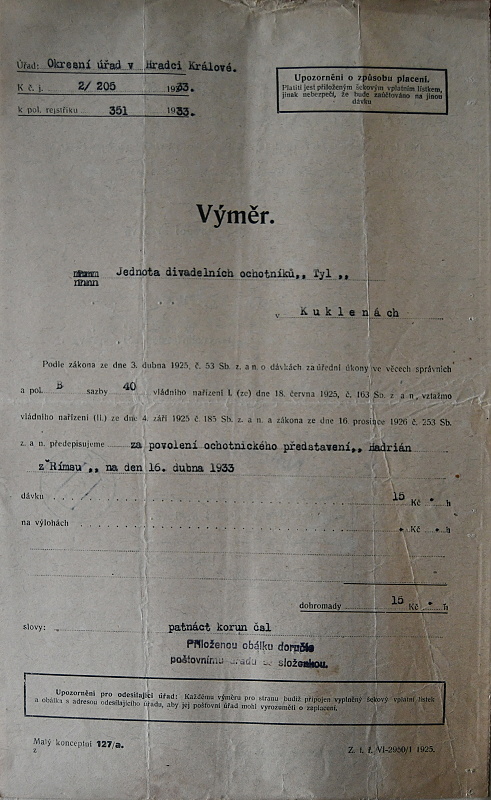 Úřad: Okresní úřad v Hradci Králové.
K č. j. 2/205 1933.
k pol. rejstříku 351 1933.
Upozornění o způsobu placení.
Platiti jest přiloženým šekovým vplatním lístkem,
jinak nebezpečí, že bude zaúčtováno na jinou
dávku
Výměr.
Jednota divadelních ochotníků,, Tyl ,,
v Kuklenách
Podle zákona ze dne 3. dubna 1925, č. 53 Sb. z. a n. o dávkách za úřední úkony ve věcech správních
a pol. B sazby 40 vládního nařízení I. (ze) dne 18. června 1925, č. 163 Sb. z. a n., vztažmo
vládního nařízení (II.) ze dne 4. září 1925 č. 185 Sb. z. a n. a zákona ze dne 16. prosince 1926 č. 253 Sb.
z. a n. předepisujeme za povolení ochotnického představení,, Hadrián
z Římsů ,, na den 16. dubna 1933
dávku 15 Kč h
na výlohách Kč h
dohromady 15 Kč h
slovy: patnáct korun čsl
Přiloženou obálku doručte
poštovnímu úřadu se složenkou.
Upozornění pro odesílající úřad: Každému výměru pro stranu budiž připojen vyplněný šekový vplatní lístek
a obálka s adresou odesílajícího úřadu, aby jej poštovní úřad mohl vyrozuměti o zaplacení.
Malý konceptní 127/a.
Z. t. ř. VI-2950/1 1925.
z